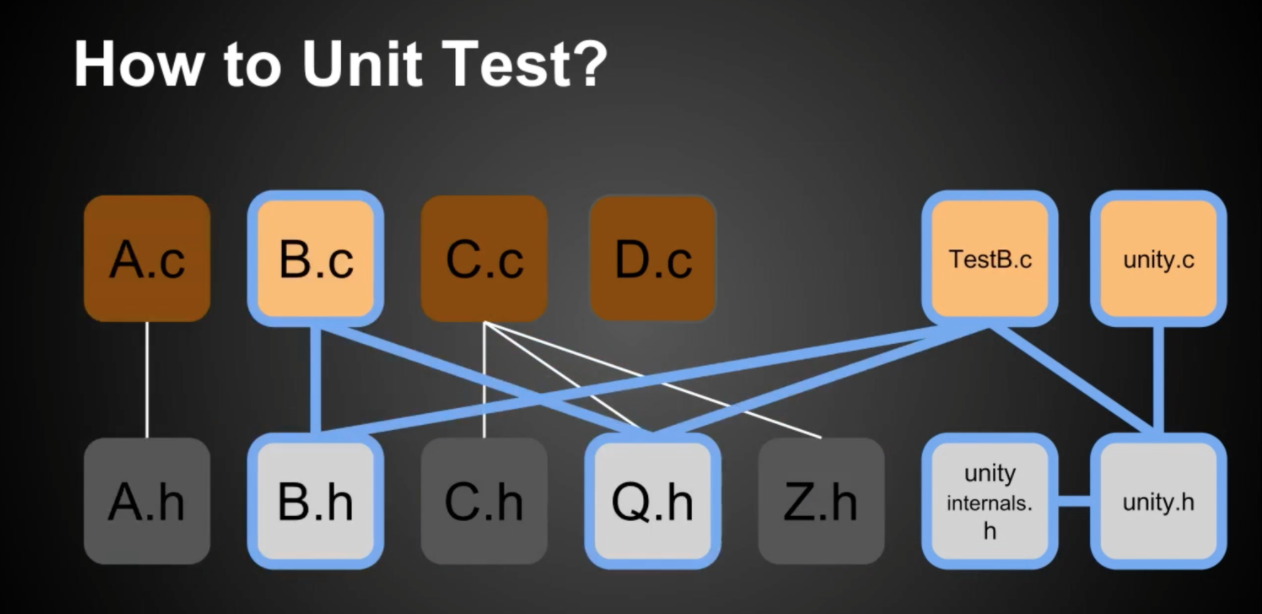 How to Unit Test?
A.c
B.c
C.c
D.c
TestB.c
unity.c
A.h
B.h
C.h
Q.h
Z.h
unity
internals.
h
unity.h